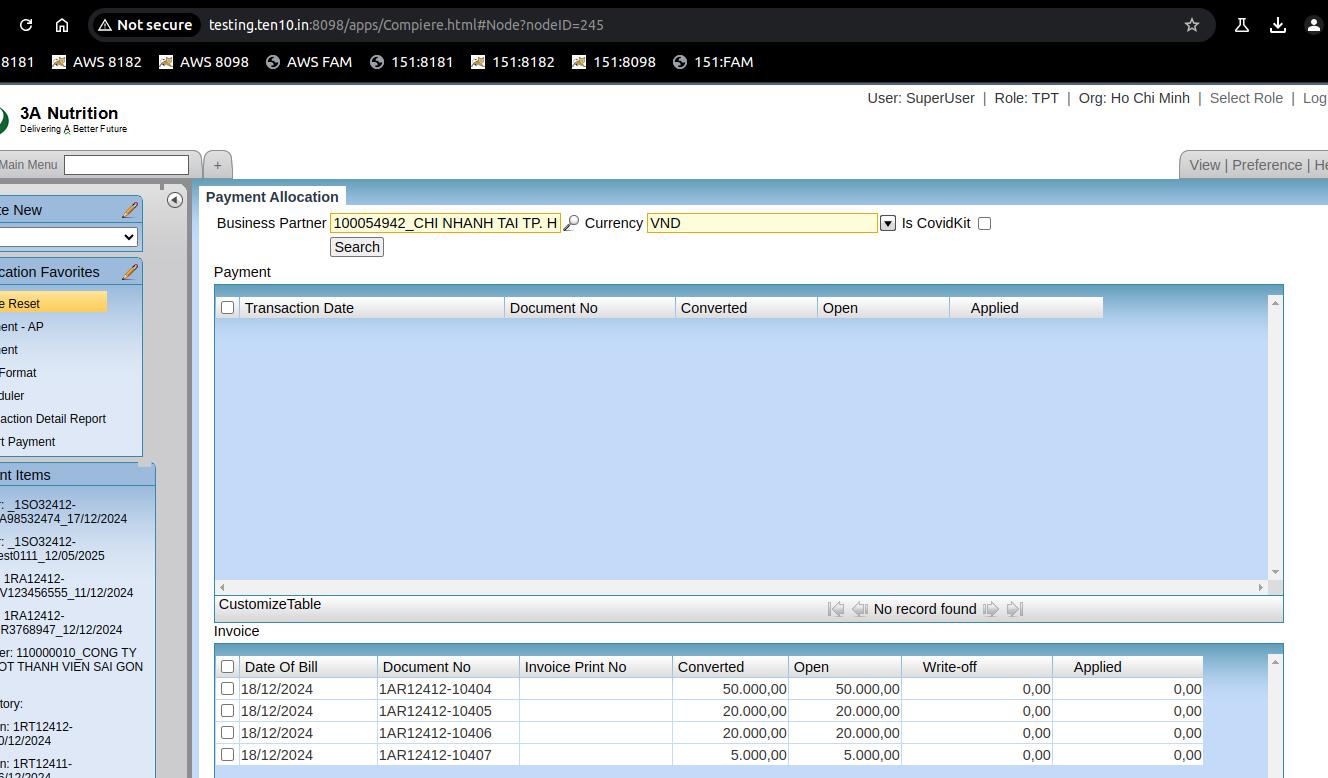 Not secure testing.ten10.in:8098/apps/Compiere.html#Node?nodeID=245
8181 AWS 8182 AWS 8098 AWS FAM 151:8181 151:8182 151:8098 151:FAM
User: SuperUser | Role: TPT | Org: Ho Chi Minh | Select Role | Log
3A Nutrition
Delivering A Better Future
Main Menu + View | Preference | He
te New
cation Favorites
e Reset
ent - AP
ent
Format
duler
action Detail Report
t Payment
nt Items
r: _1SO32412-
A98532474_17/12/2024
r: _1SO32412-
est0111_12/05/2025
1RA12412-
V123456555_11/12/2024
1RA12412-
R3768947_12/12/2024
er: 110000010_CONG TY
OT THANH VIEN SAI GON
tory:
n: 1RT12412-
0/12/2024
n: 1RT12411-
6/12/2024
Payment Allocation
Business Partner 100054942_CHI NHANH TAI TP. H Currency VND Is CovidKit
Search
Payment
Transaction Date Document No Converted Open Applied
CustomizeTable No record found
Invoice
Date Of Bill Document No Invoice Print No Converted Open Write-off Applied
18/12/2024 1AR12412-10404 50.000,00 50.000,00 0,00 0,00
18/12/2024 1AR12412-10405 20.000,00 20.000,00 0,00 0,00
18/12/2024 1AR12412-10406 20.000,00 20.000,00 0,00 0,00
18/12/2024 1AR12412-10407 5.000,00 5.000,00 0,00 0,00